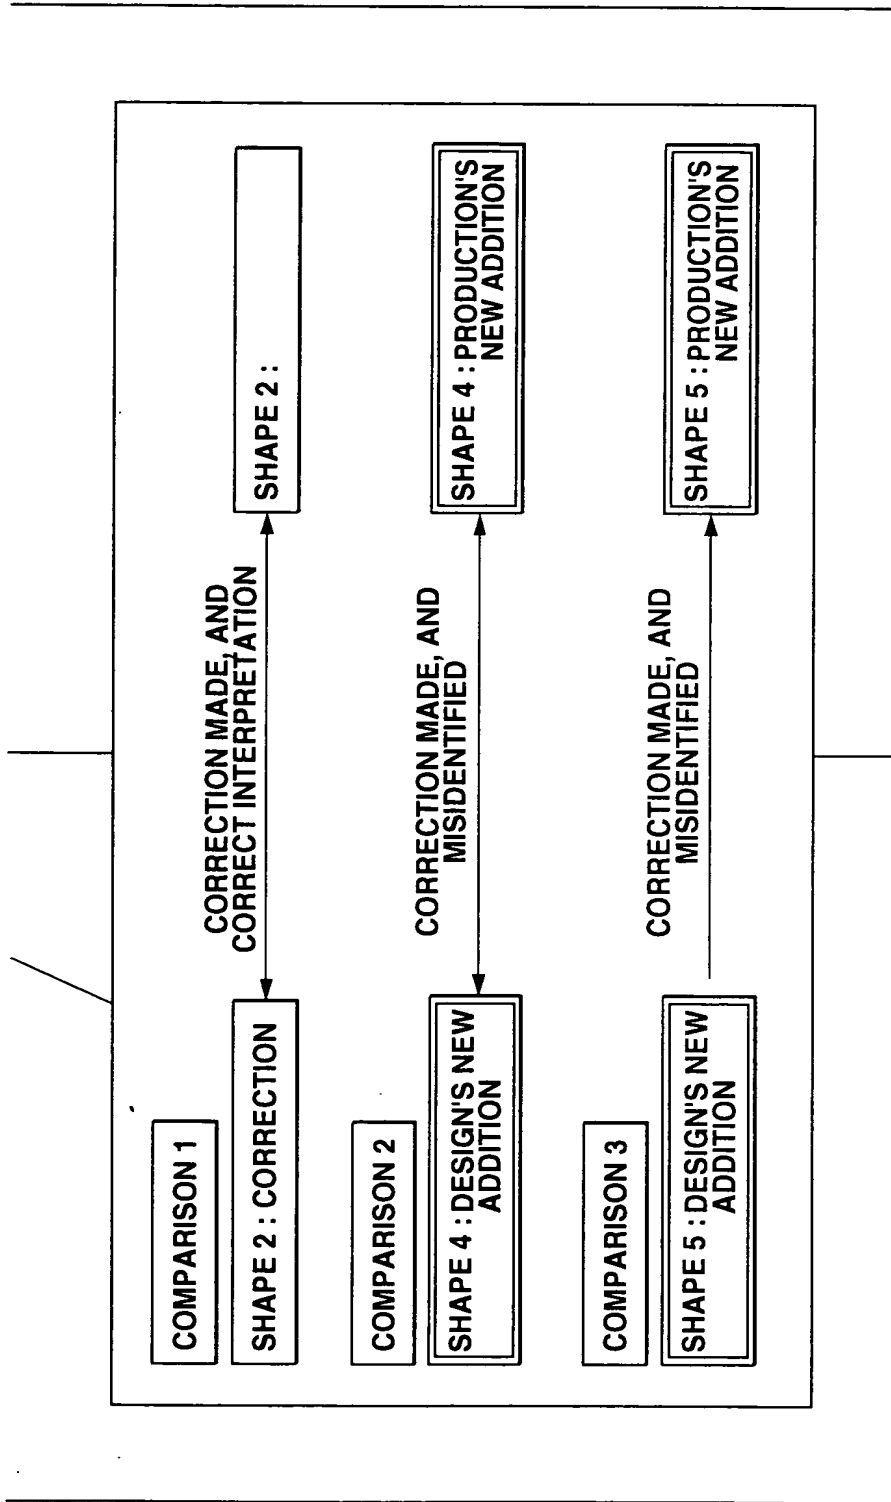 COMPARISON 1
SHAPE 2 : CORRECTION
CORRECTION MADE, AND
CORRECT INTERPRETATION
SHAPE 2 :
COMPARISON 2
SHAPE 4 : DESIGN'S NEW
ADDITION
CORRECTION MADE, AND
MISIDENTIFIED
SHAPE 4 : PRODUCTION'S
NEW ADDITION
COMPARISON 3
SHAPE 5 : DESIGN'S NEW
ADDITION
CORRECTION MADE, AND
MISIDENTIFIED
SHAPE 5 : PRODUCTION'S
NEW ADDITION